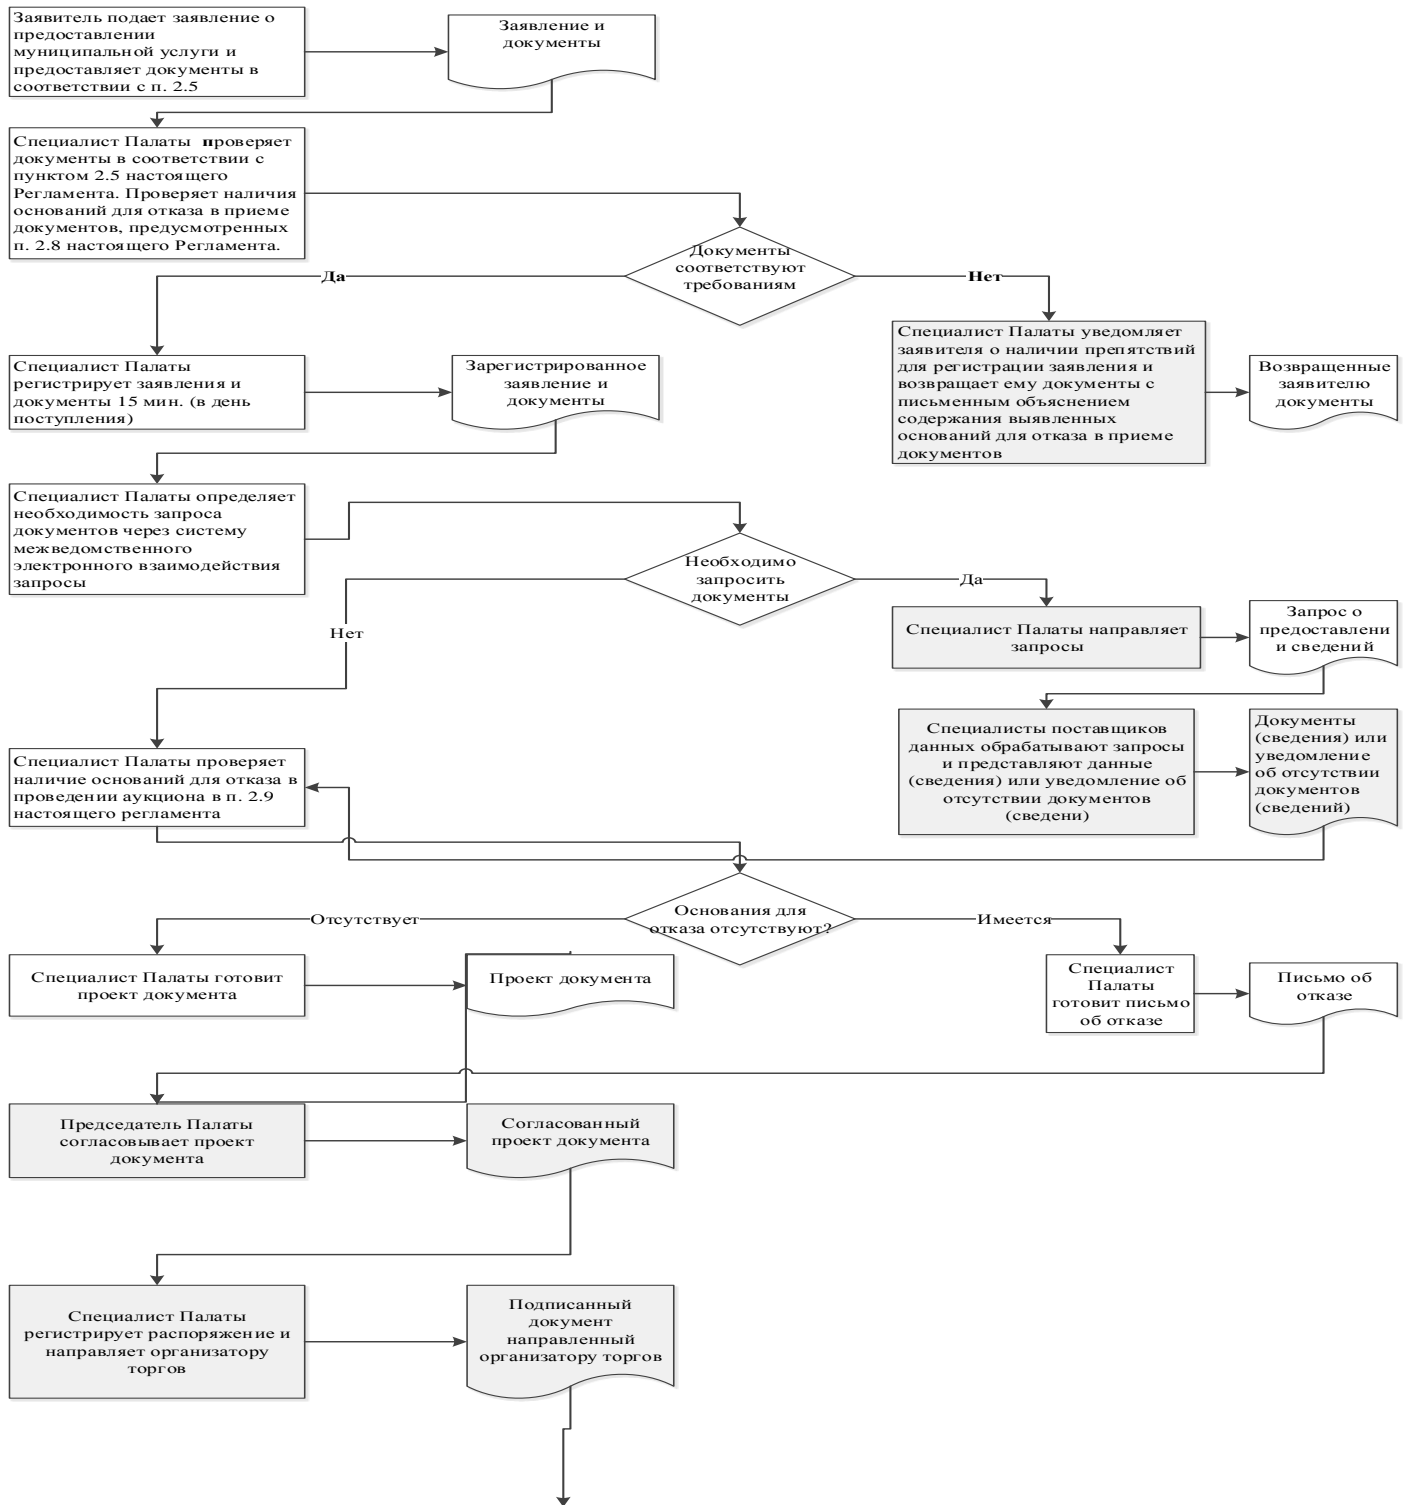 Заявитель подает заявление о
предоставлении
муниципальной услуги и
предоставляет документы в
соответствии с п. 2.5
Заявление и
документы
Специалист Палаты проверяет
документы в соответствии с
пунктом 2.5 настоящего
Регламента. Проверяет наличия
оснований для отказа в приеме
документов, предусмотренных
п. 2.8 настоящего Регламента.
Документы
соответствуют
требованиям
Да
Нет
Специалист Палаты
регистрирует заявления и
документы 15 мин. (в день
поступления)
Зарегистрированное
заявление и
документы
Специалист Палаты уведомляет
заявителя о наличии препятствий
для регистрации заявления и
возвращает ему документы с
письменным объяснением
содержания выявленных
оснований для отказа в приеме
документов
Возвращенные
заявителю
документы
Специалист Палаты определяет
необходимость запроса
документов через систему
межведомственного
электронного взаимодействия
запросы
Необходимо
запросить
документы
Да
Нет
Специалист Палаты направляет
запросы
Запрос о
предоставлени
и сведений
Специалисты поставщиков
данных обрабатывают запросы
и представляют данные
(сведения) или уведомление об
отсутствии документов
(сведени)
Документы
(сведения) или
уведомление
об отсутствии
документов
(сведений)
Специалист Палаты проверяет
наличие оснований для отказа в
проведении аукциона в п. 2.9
настоящего регламента
Основания для
отказа отсутствуют?
Отсутствует
Имеется
Специалист Палаты готовит
проект документа
Проект документа
Специалист
Палаты
готовит письмо
об отказе
Письмо об
отказе
Председатель Палаты
согласовывает проект
документа
Согласованный
проект документа
Специалист Палаты
регистрирует распоряжение и
направляет организатору
торгов
Подписанный
документ
направленный
организатору торгов